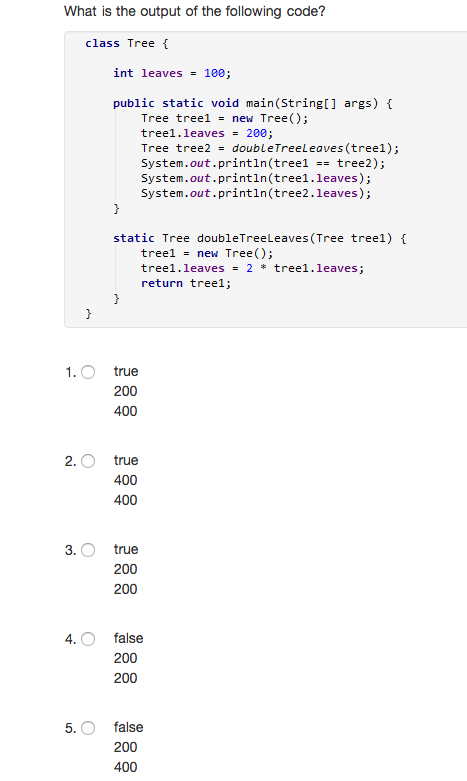 What is the output of the following code?
class Tree {
int leaves = 100;
public static void main(String[] args) {
Tree tree1 = new Tree();
tree1.leaves = 200;
Tree tree2 = doubleTreeLeaves(tree1);
System.out.println(tree1 == tree2);
System.out.println(tree1.leaves);
System.out.println(tree2.leaves);
}
static Tree doubleTreeLeaves(Tree tree1) {
tree1 = new Tree();
tree1.leaves = 2 * tree1.leaves;
return tree1;
}
}
1. true
200
400
2. true
400
400
3. true
200
200
4. false
200
200
5. false
200
400